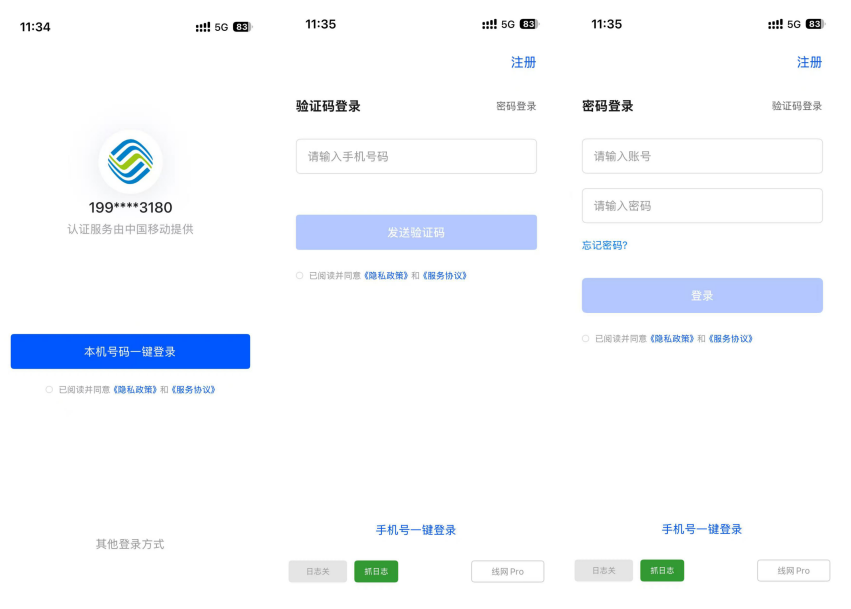 11:34
5G 83
199****3180
认证服务由中国移动提供
本机号码一键登录
已阅读并同意《隐私政策》和《服务协议》
其他登录方式
11:35
5G 83
注册
验证码登录
密码登录
请输入手机号码
发送验证码
已阅读并同意《隐私政策》和《服务协议》
手机号一键登录
日志关
抓日志
线网 Pro
11:35
5G 83
注册
密码登录
验证码登录
请输入账号
请输入密码
忘记密码?
登录
已阅读并同意《隐私政策》和《服务协议》
手机号一键登录
日志关
抓日志
线网 Pro